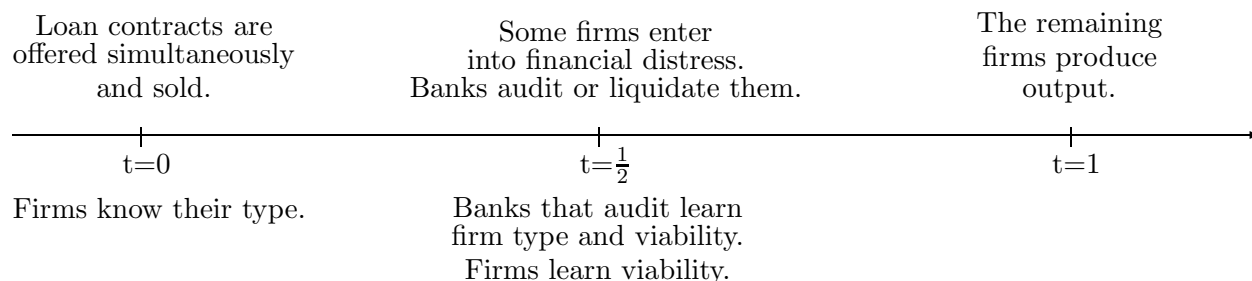 Loan contracts are
offered simultaneously
and sold.
Some firms enter
into financial distress.
Banks audit or liquidate them.
The remaining
firms produce
output.
t=0
t=\frac{1}{2}
t=1
Firms know their type.
Banks that audit learn
firm type and viability.
Firms learn viability.